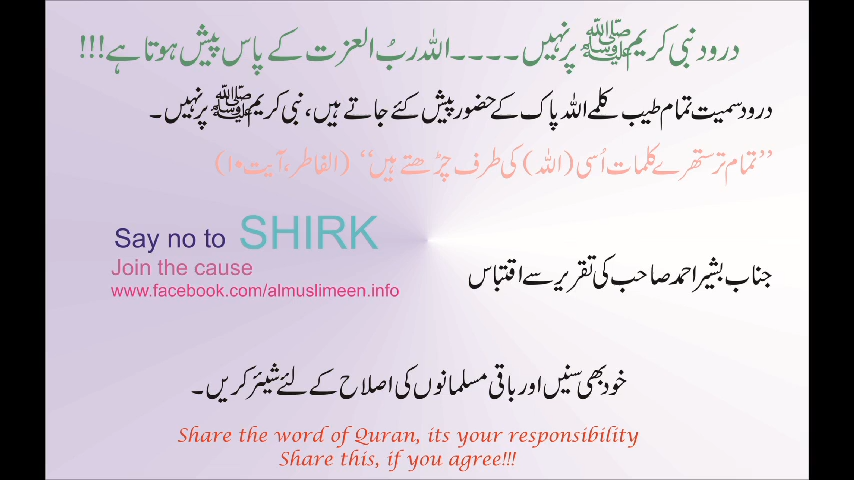 درود نبی کریم ﷺ پر نہیں ۔۔۔۔ اللہ ربُ العزت کے پاس پیش ہوتا ہے!!!
درود سمیت تمام طیب کلمے اللہ پاک کے حضور پیش کئے جاتے ہیں، نبی کریم ﷺ پر نہیں۔
”تمام تر ستھرے کلمات اُسی (اللہ) کی طرف چڑھتے ہیں“ (الفاطر، آیت ۱۰)
Say no to SHIRK
Join the cause
www.facebook.com/almuslimeen.info
جناب بشیر احمد صاحب کی تقریر سے اقتباس
خود بھی سنیں اور باقی مسلمانوں کی اصلاح کے لئے شیئر کریں۔
Share the word of Quran, its your responsibility
Share this, if you agree!!!